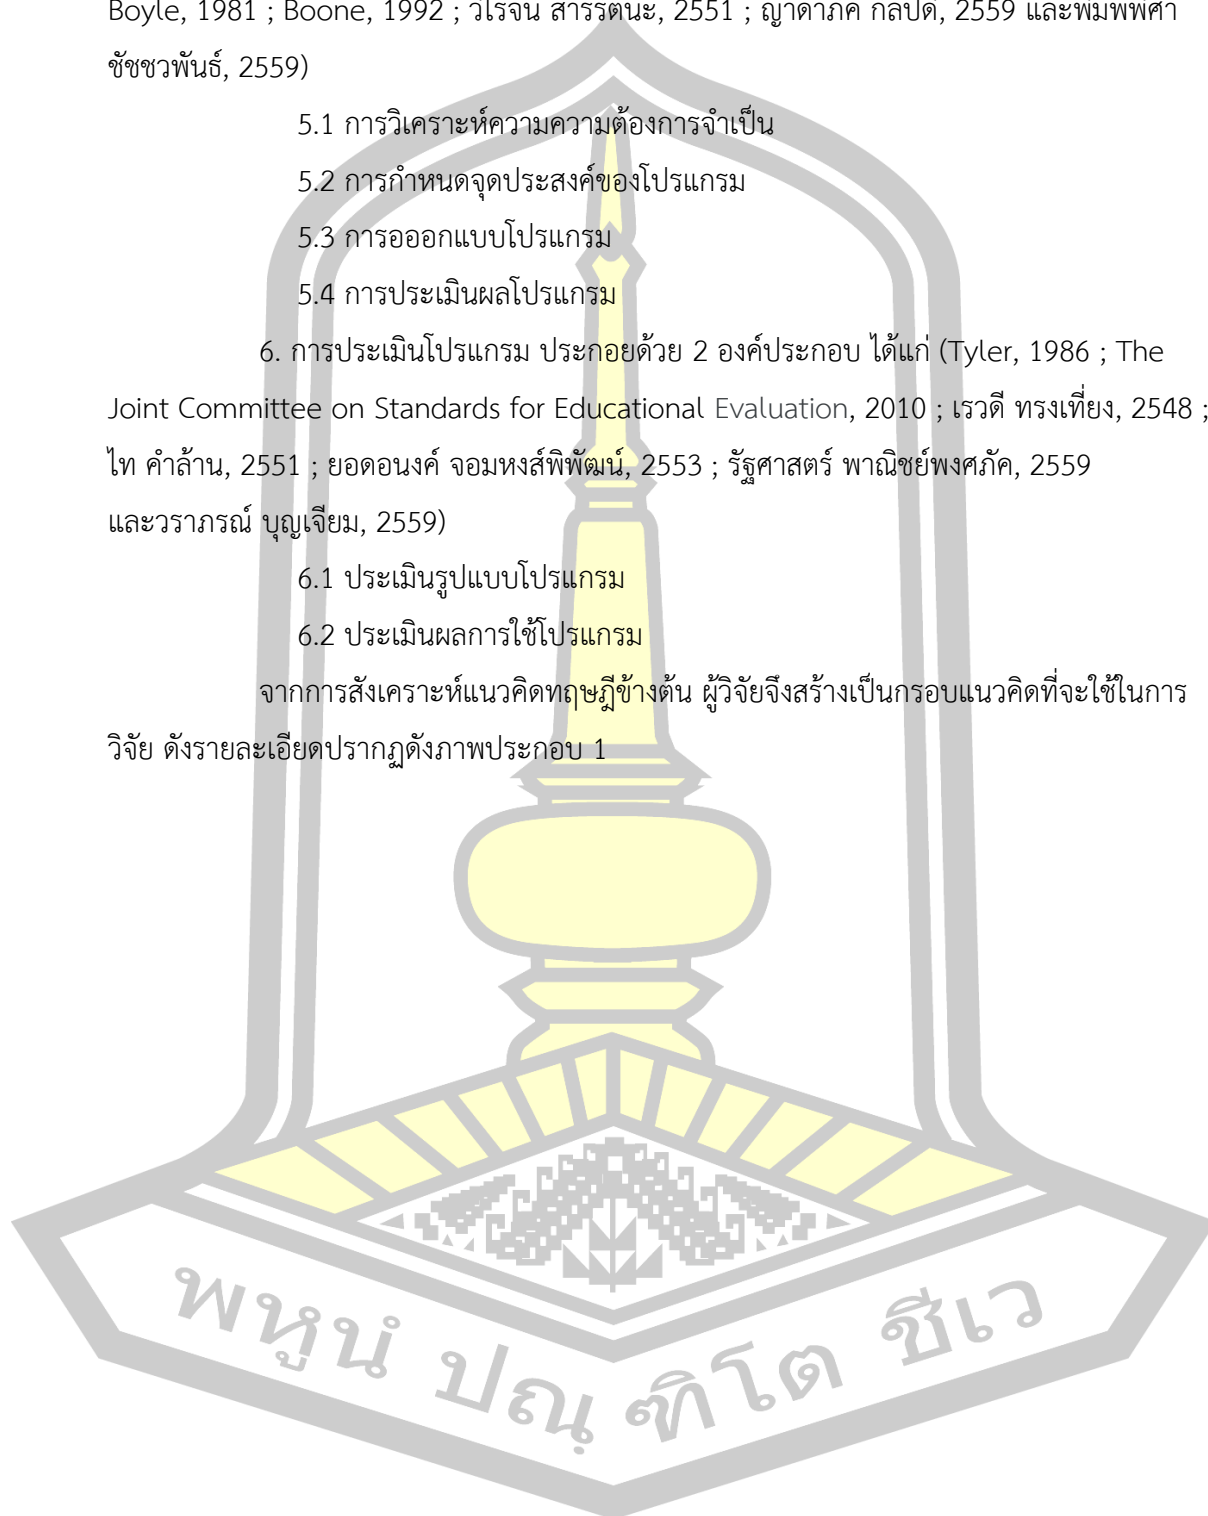 Boyle, 1981 ; Boone, 1992 ; วิโรจน์ สารรัตนะ, 2551 ; ญาดาภัค กัลปดี, 2559 และพิมพ์พิศา
ชัชชวพันธ์, 2559)
5.1 การวิเคราะห์ความความต้องการจำเป็น
5.2 การกำหนดจุดประสงค์ของโปรแกรม
5.3 การอออกแบบโปรแกรม
5.4 การประเมินผลโปรแกรม
6. การประเมินโปรแกรม ประกอยด้วย 2 องค์ประกอบ ได้แก่ (Tyler, 1986 ; The
Joint Committee on Standards for Educational Evaluation, 2010 ; เรวดี ทรงเที่ยง, 2548 ;
ไท คำล้าน, 2551 ; ยอดอนงค์ จอมหงส์พิพัฒน์, 2553 ; รัฐศาสตร์ พาณิชย์พงศภัค, 2559
และวราภรณ์ บุญเจียม, 2559)
6.1 ประเมินรูปแบบโปรแกรม
6.2 ประเมินผลการใช้โปรแกรม
จากการสังเคราะห์แนวคิดทฤษฎีข้างต้น ผู้วิจัยจึงสร้างเป็นกรอบแนวคิดที่จะใช้ในการ
วิจัย ดังรายละเอียดปรากฏดังภาพประกอบ 1
พหูนํ ปณฺฑิโต ชีเว